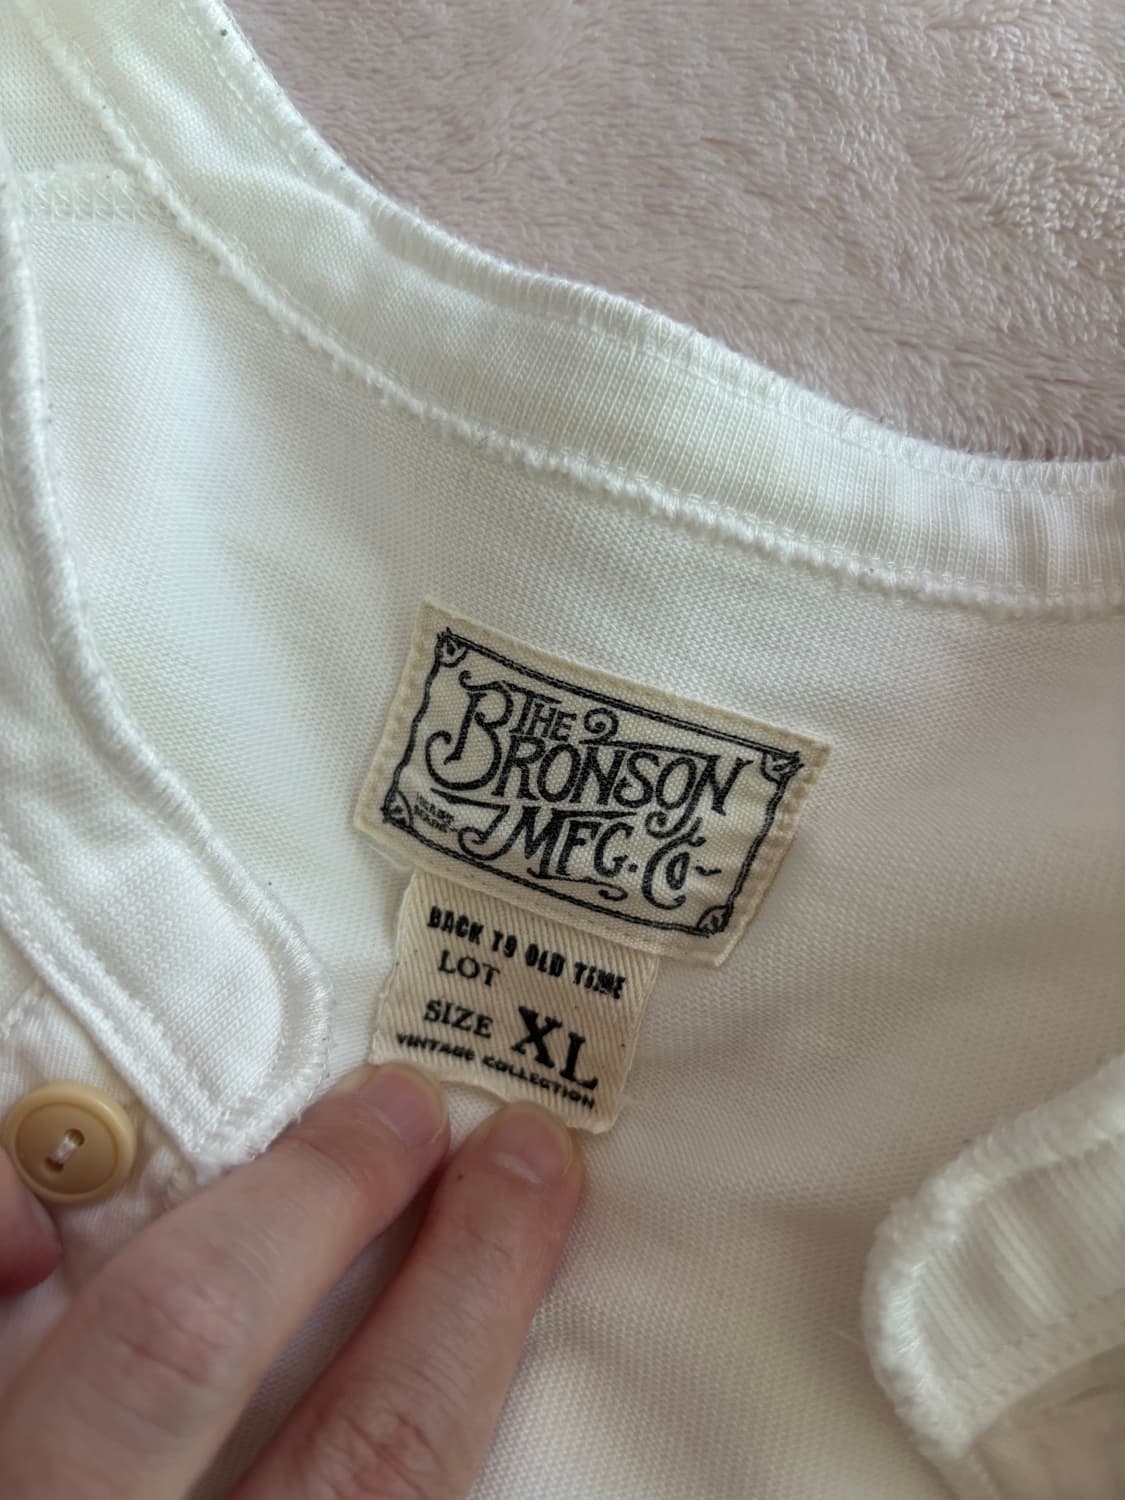 THE
BRONSON
MFG. Co
BACK TO OLD TIME
LOT
SIZE XL
VINTAGE COLLECTION